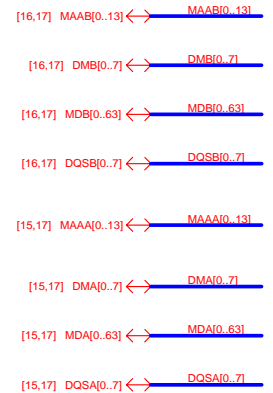 [16,17] MAAB[0..13] MAAB[0..13]
[16,17] DMB[0..7] DMB[0..7]
[16,17] MDB[0..63] MDB[0..63]
[16,17] DQSB[0..7] DQSB[0..7]
[15,17] MAAA[0..13] MAAA[0..13]
[15,17] DMA[0..7] DMA[0..7]
[15,17] MDA[0..63] MDA[0..63]
[15,17] DQSA[0..7] DQSA[0..7]